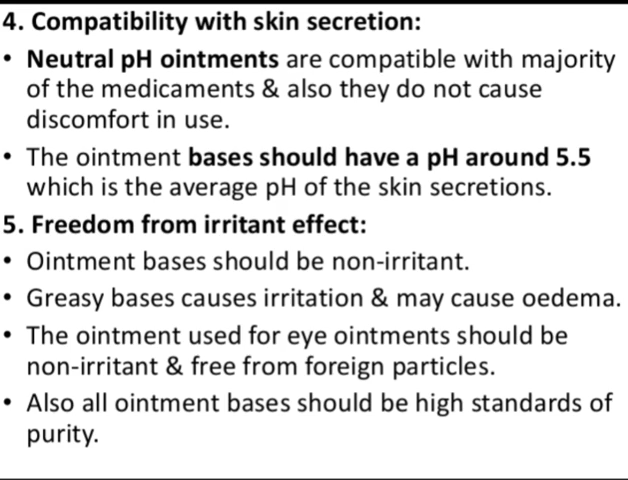 4. Compatibility with skin secretion:
• Neutral pH ointments are compatible with majority
of the medicaments & also they do not cause
discomfort in use.
• The ointment bases should have a pH around 5.5
which is the average pH of the skin secretions.
5. Freedom from irritant effect:
• Ointment bases should be non-irritant.
• Greasy bases causes irritation & may cause oedema.
• The ointment used for eye ointments should be
non-irritant & free from foreign particles.
• Also all ointment bases should be high standards of
purity.